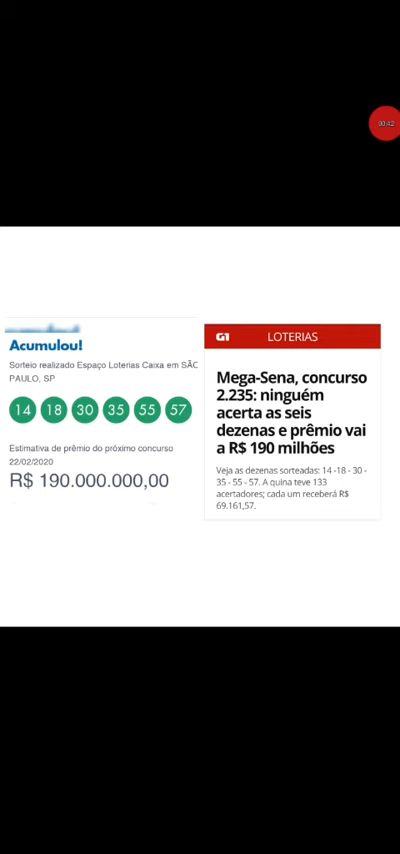 00:42
Acumulou!
Sorteio realizado Espaço Loterias Caixa em SÃO
PAULO, SP
14 18 30 35 55 57
Estimativa de prêmio do próximo concurso
22/02/2020
R$ 190.000.000,00
G1 LOTERIAS
Mega-Sena, concurso
2.235: ninguém
acerta as seis
dezenas e prêmio vai
a R$ 190 milhões
Veja as dezenas sorteadas: 14 -18 - 30 -
35 - 55 - 57. A quina teve 133
acertadores; cada um receberá R$
69.161,57.